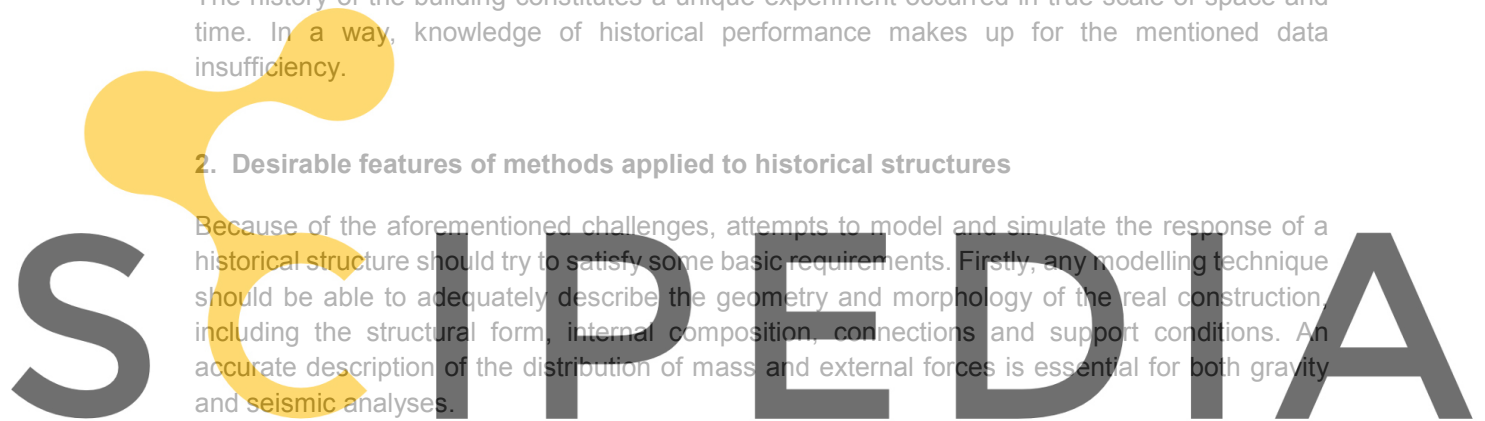 The history of the building constitutes a unique experiment occurred in true scale of space and
time. In a way, knowledge of historical performance makes up for the mentioned data
insufficiency.
2. Desirable features of methods applied to historical structures
Because of the aforementioned challenges, attempts to model and simulate the response of a
historical structure should try to satisfy some basic requirements. Firstly, any modelling technique
should be able to adequately describe the geometry and morphology of the real construction,
including the structural form, internal composition, connections and support conditions. An
accurate description of the distribution of mass and external forces is essential for both gravity
and seismic analyses.
SCIPEDIA